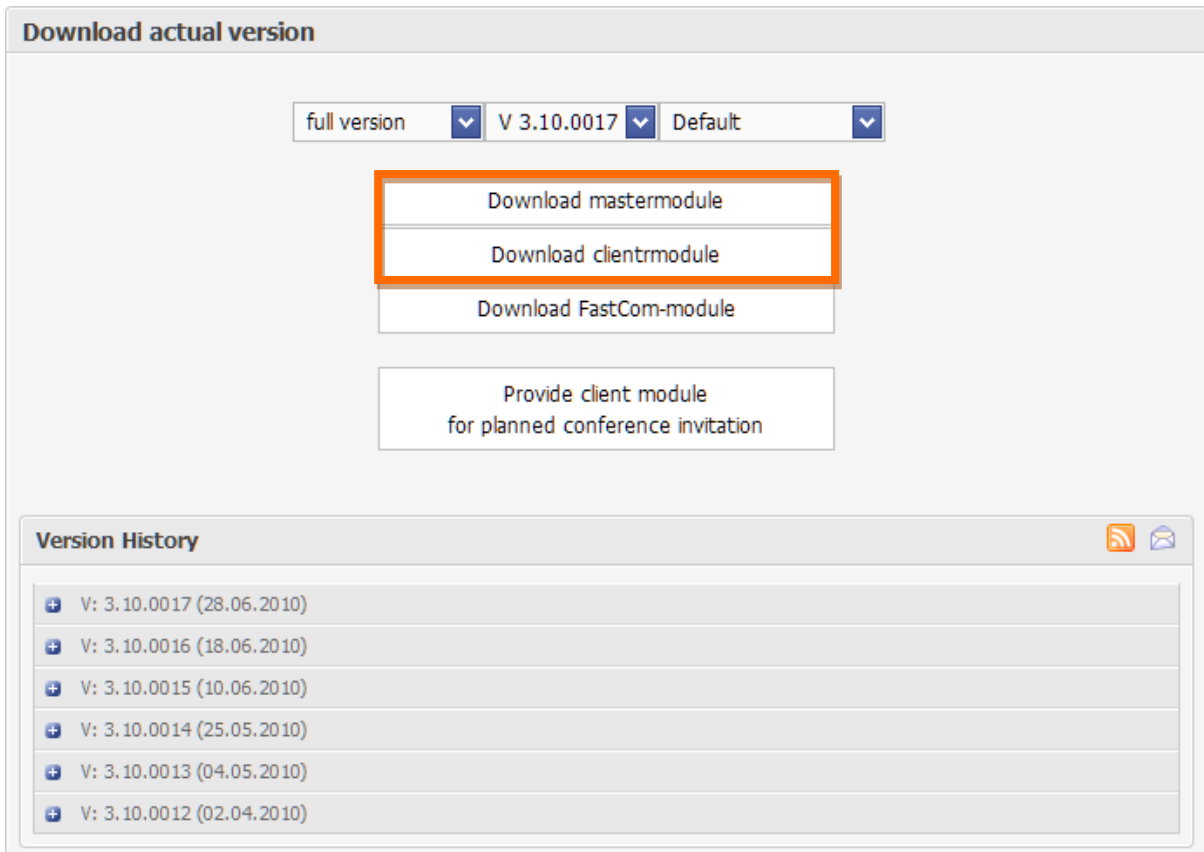 Download actual version
full version V 3.10.0017 Default
Download mastermodule
Download clientrmodule
Download FastCom-module
Provide client module
for planned conference invitation
Version History
V: 3.10.0017 (28.06.2010)
V: 3.10.0016 (18.06.2010)
V: 3.10.0015 (10.06.2010)
V: 3.10.0014 (25.05.2010)
V: 3.10.0013 (04.05.2010)
V: 3.10.0012 (02.04.2010)